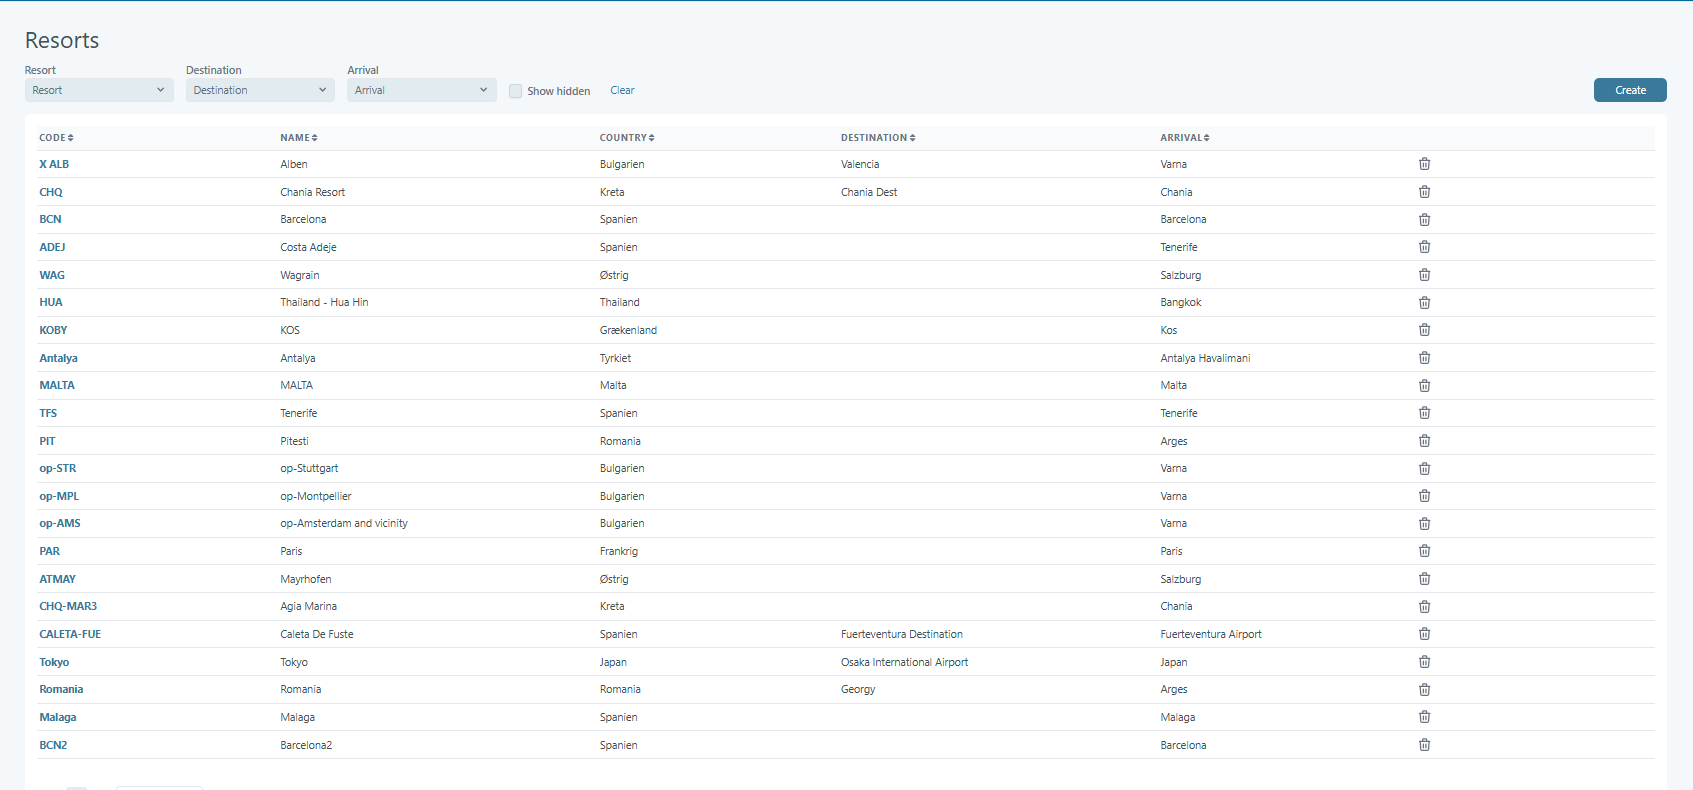 Resorts
Resort Destination Arrival
Resort Destination Arrival Show hidden Clear Create
CODE NAME COUNTRY DESTINATION ARRIVAL
X ALB Alben Bulgarien Valencia Varna
CHQ Chania Resort Kreta Chania Dest Chania
BCN Barcelona Spanien Barcelona
ADEJ Costa Adeje Spanien Tenerife
WAG Wagrain Østrig Salzburg
HUA Thailand - Hua Hin Thailand Bangkok
KOBY KOS Grækenland Kos
Antalya Antalya Tyrkiet Antalya Havalimani
MALTA MALTA Malta Malta
TFS Tenerife Spanien Tenerife
PIT Pitesti Romania Arges
op-STR op-Stuttgart Bulgarien Varna
op-MPL op-Montpellier Bulgarien Varna
op-AMS op-Amsterdam and vicinity Bulgarien Varna
PAR Paris Frankrig Paris
ATMAY Mayrhofen Østrig Salzburg
CHQ-MAR3 Agia Marina Kreta Chania
CALETA-FUE Caleta De Fuste Spanien Fuerteventura Destination Fuerteventura Airport
Tokyo Tokyo Japan Osaka International Airport Japan
Romania Romania Romania Georgy Arges
Malaga Malaga Spanien Malaga
BCN2 Barcelona2 Spanien Barcelona